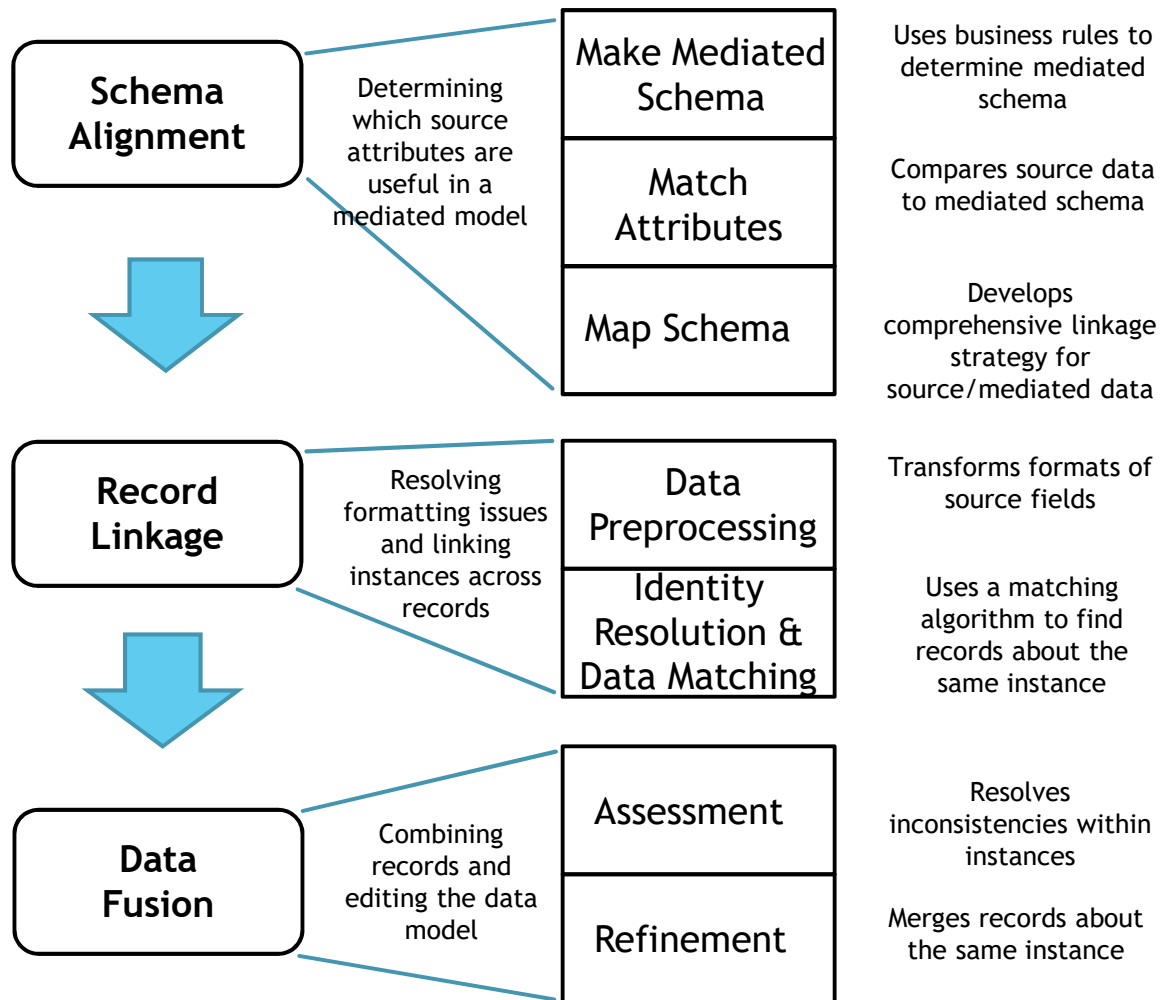 Schema
Alignment
Determining
which source
attributes are
useful in a
mediated model
Make Mediated
Schema
Uses business rules to
determine mediated
schema
Match
Attributes
Compares source data
to mediated schema
Map Schema
Develops
comprehensive linkage
strategy for
source/mediated data
Record
Linkage
Resolving
formatting issues
and linking
instances across
records
Data
Preprocessing
Transforms formats of
source fields
Identity
Resolution &
Data Matching
Uses a matching
algorithm to find
records about the
same instance
Data
Fusion
Combining
records and
editing the data
model
Assessment
Resolves
inconsistencies within
instances
Refinement
Merges records about
the same instance